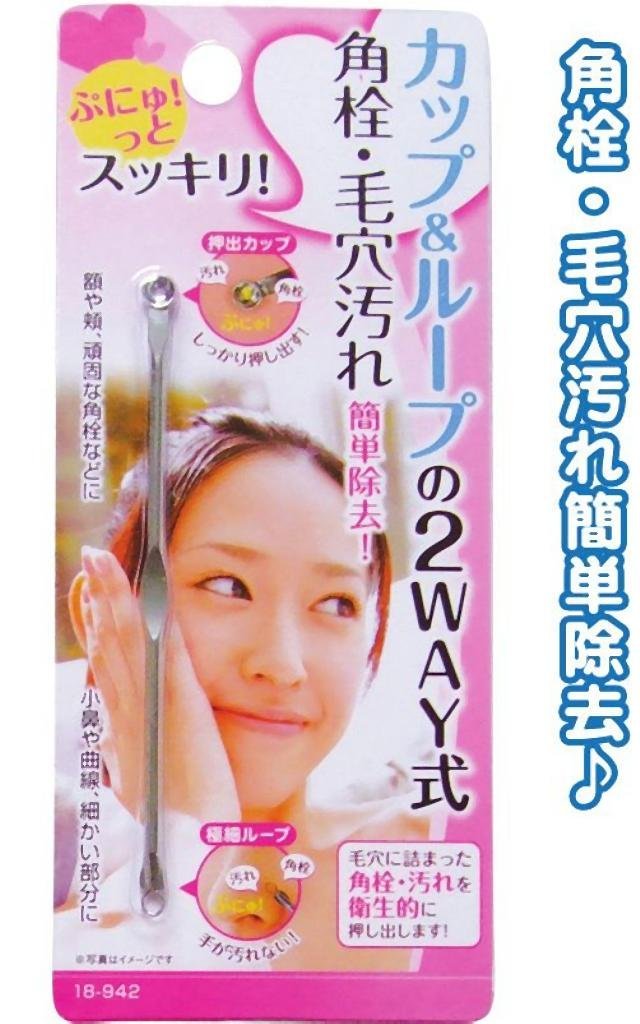 角栓・毛穴汚れ簡単除去♪
カップ&ループの2WAY式
角栓・毛穴汚れ
簡単除去!
ぷにゅ!
っと
スッキリ!
押出カップ
汚れ
角栓
ぷにゅ!
しっかり押し出す!
額や頬、頑固な角栓などに
小鼻や曲線、細かい部分に
極細ループ
汚れ
角栓
ぷにゅ!
手が汚れない!
毛穴に詰まった
角栓・汚れを
衛生的に
押し出します!
※写真はイメージです
18-942